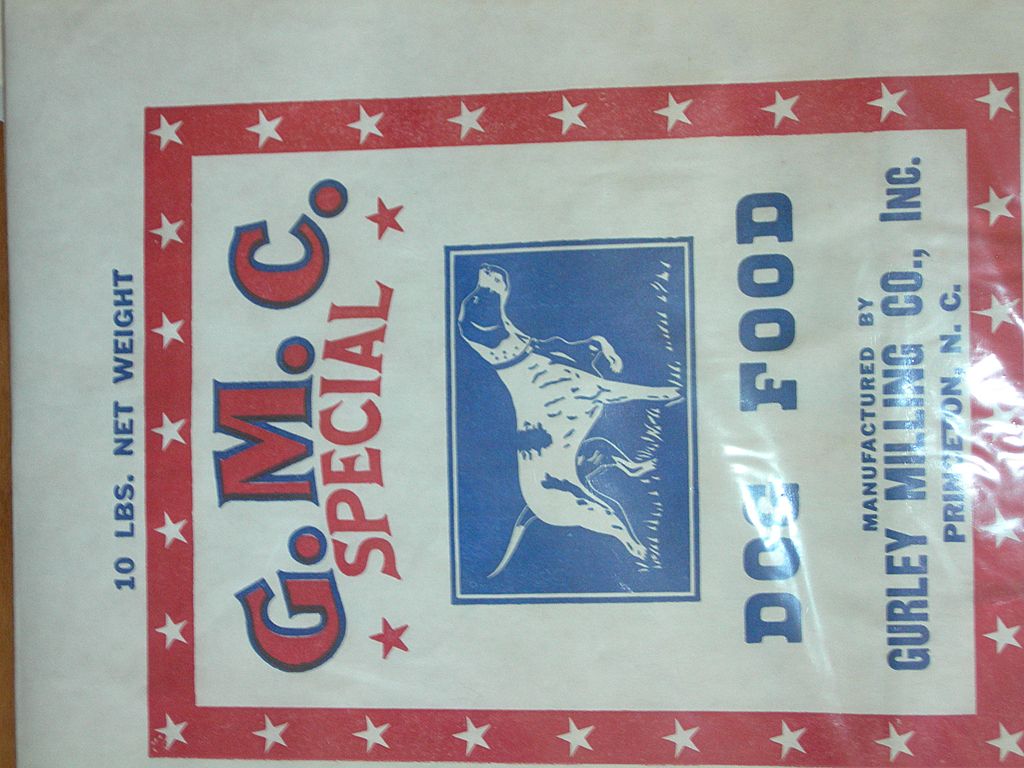 10 LBS. NET WEIGHT
G.M.C.
SPECIAL
DOG FOOD
MANUFACTURED BY
GURLEY MILLING CO., INC.
PRINCETON, N. C.